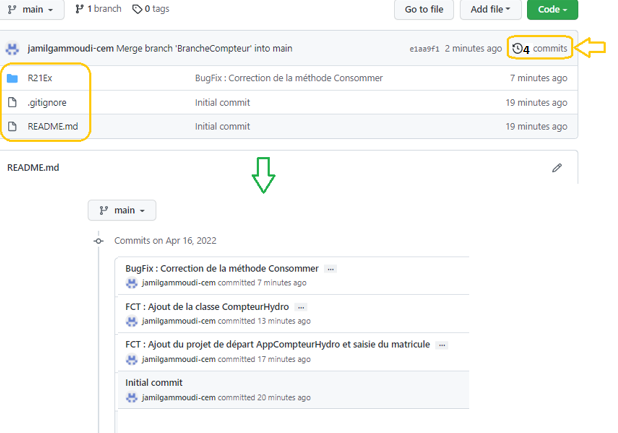 main 1 branch 0 tags Go to file Add file Code
jamilgammoudi-cem Merge branch 'BrancheCompteur' into main e1aa9f1 2 minutes ago 4 commits
R21Ex BugFix : Correction de la méthode Consommer 7 minutes ago
.gitignore Initial commit 19 minutes ago
README.md Initial commit 19 minutes ago
README.md
main
Commits on Apr 16, 2022
BugFix : Correction de la méthode Consommer ...
jamilgammoudi-cem committed 7 minutes ago
FCT : Ajout de la classe CompteurHydro ...
jamilgammoudi-cem committed 13 minutes ago
FCT : Ajout du projet de départ AppCompteurHydro et saisie du matricule ...
jamilgammoudi-cem committed 17 minutes ago
Initial commit
jamilgammoudi-cem committed 20 minutes ago